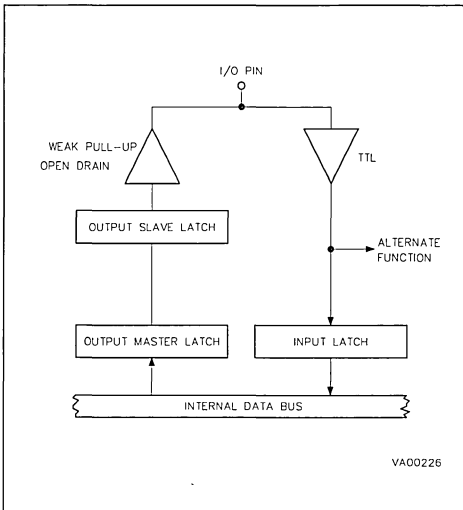 I/O PIN
WEAK PULL-UP
OPEN DRAIN
TTL
OUTPUT SLAVE LATCH
ALTERNATE
FUNCTION
OUTPUT MASTER LATCH
INPUT LATCH
INTERNAL DATA BUS
VA00226